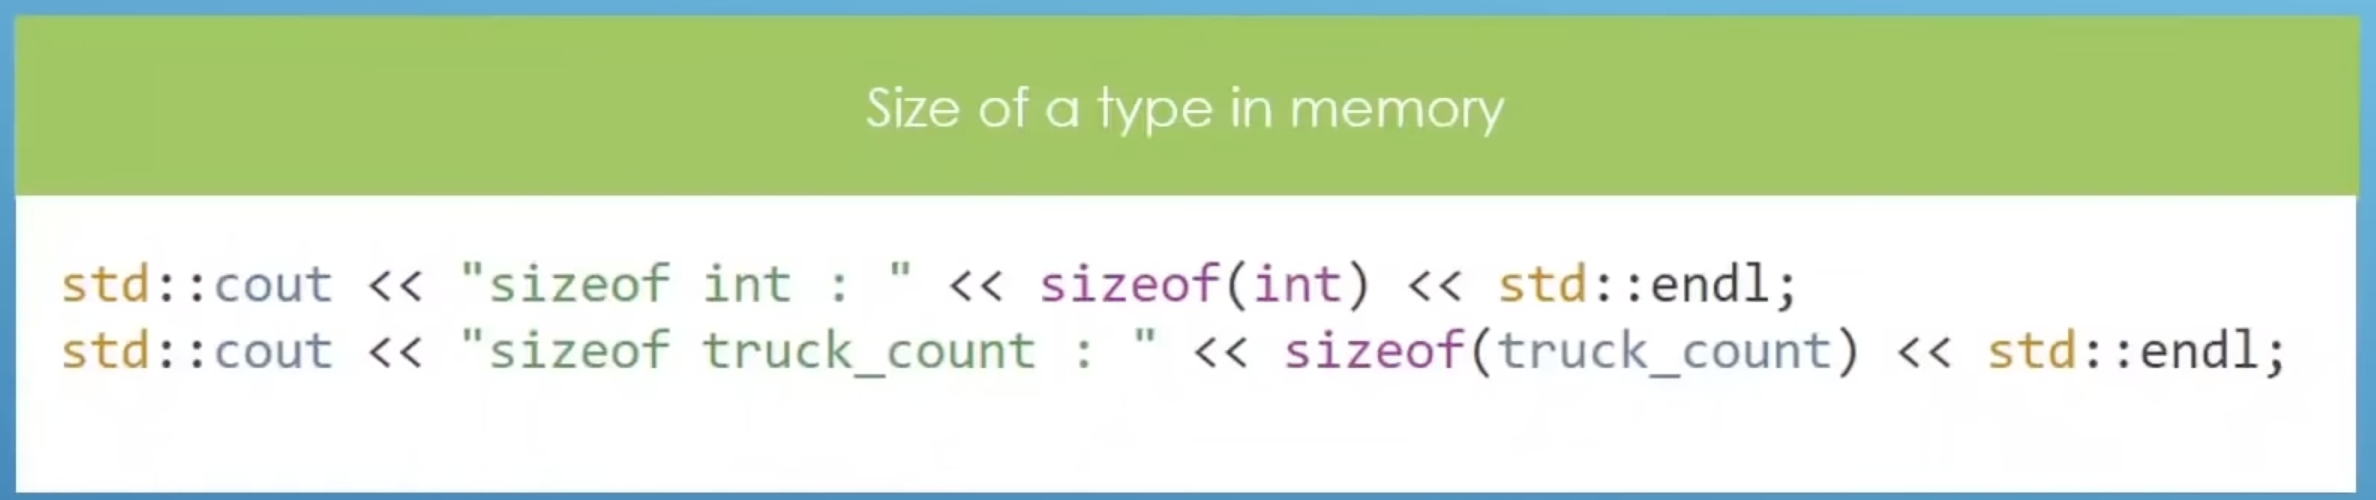 Size of a type in memory
std::cout << "sizeof int : " << sizeof(int) << std::endl;
std::cout << "sizeof truck_count : " << sizeof(truck_count) << std::endl;